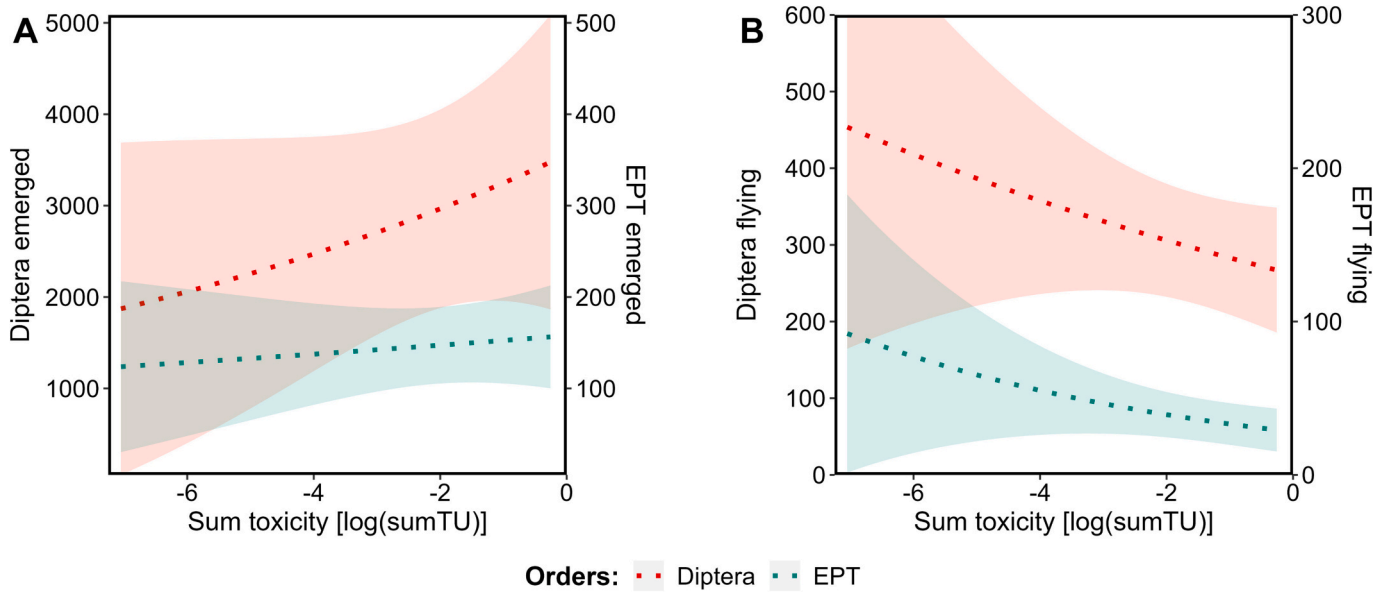 A
5000
4000
3000
2000
1000
Diptera emerged
500
400
300
200
100
EPT emerged
-6 -4 -2 0
Sum toxicity [log(sumTU)]
B
600
500
400
300
200
100
0
Diptera flying
300
200
100
0
EPT flying
-6 -4 -2 0
Sum toxicity [log(sumTU)]
Orders: Diptera EPT